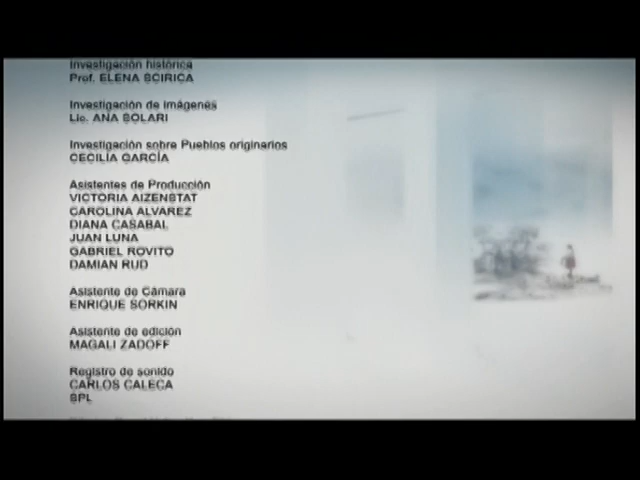 Investigación histórica
Prof. ELENA SCIRICA
Investigación de imágenes
Lic. ANA SOLARI
Investigación sobre Pueblos originarios
CECILIA GARCÍA
Asistentes de Producción
VICTORIA AIZENSTAT
CAROLINA ALVAREZ
DIANA CASABAL
JUAN LUNA
GABRIEL ROVITO
DAMIAN RUD
Asistente de Cámara
ENRIQUE SORKIN
Asistente de edición
MAGALI ZADOFF
Registro de sonido
CARLOS CALECA
SPL